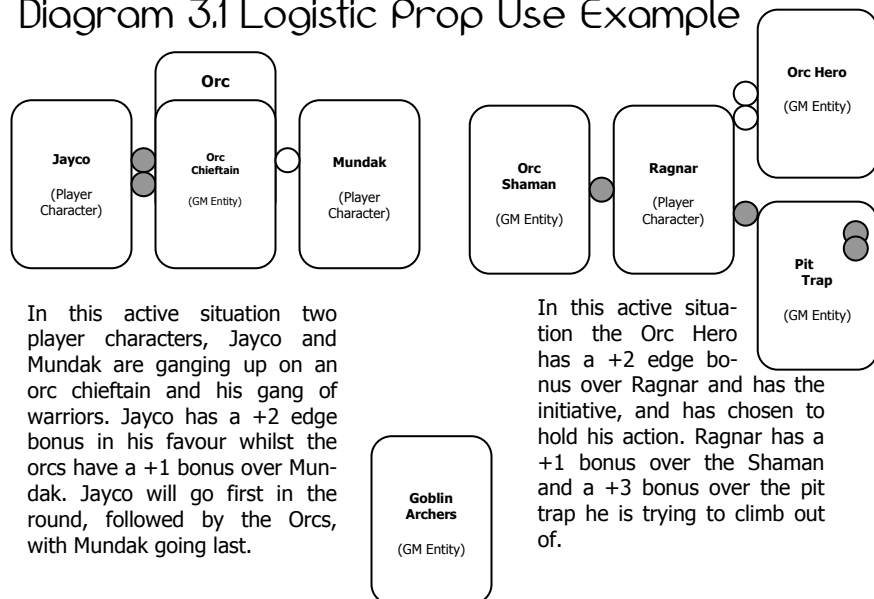 Diagram 3.1 Logistic Prop Use Example
Orc
Jayco
(Player
Character)
Orc
Chieftain
(GM Entity)
Mundak
(Player
Character)
In this active situation two
player characters, Jayco and
Mundak are ganging up on an
orc chieftain and his gang of
warriors. Jayco has a +2 edge
bonus in his favour whilst the
orcs have a +1 bonus over Mun-
dak. Jayco will go first in the
round, followed by the Orcs,
with Mundak going last.
Goblin
Archers
(GM Entity)
Orc Hero
(GM Entity)
Orc
Shaman
(GM Entity)
Ragnar
(Player
Character)
Pit
Trap
(GM Entity)
In this active situa-
tion the Orc Hero
has a +2 edge bo-
nus over Ragnar and has the
initiative, and has chosen to
hold his action. Ragnar has a
+1 bonus over the Shaman
and a +3 bonus over the pit
trap he is trying to climb out
of.